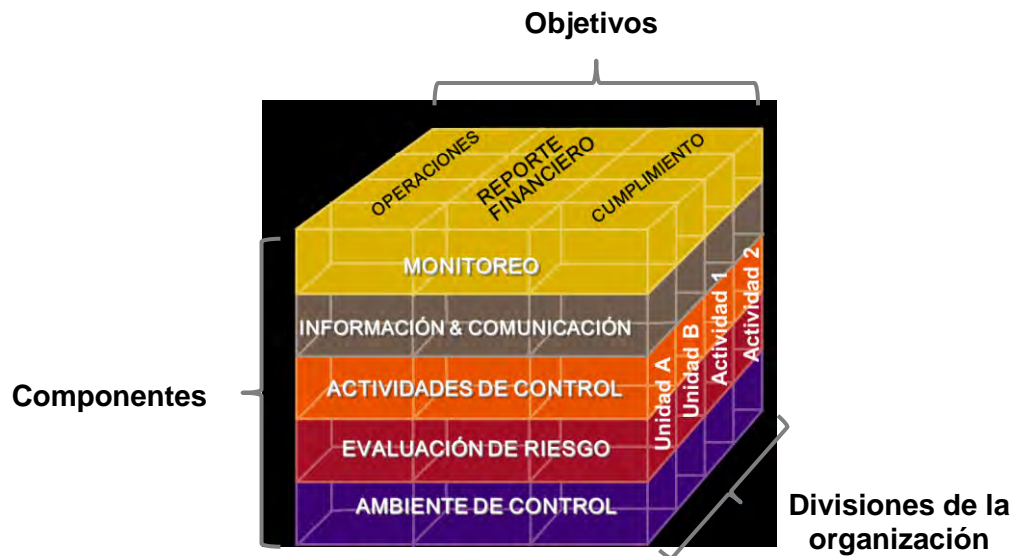 Objetivos
OPERACIONES
REPORTE
FINANCIERO
CUMPLIMIENTO
MONITOREO
INFORMACIÓN & COMUNICACIÓN
ACTIVIDADES DE CONTROL
EVALUACIÓN DE RIESGO
AMBIENTE DE CONTROL
Unidad A
Unidad B
Actividad 1
Actividad 2
Componentes
Divisiones de la
organización